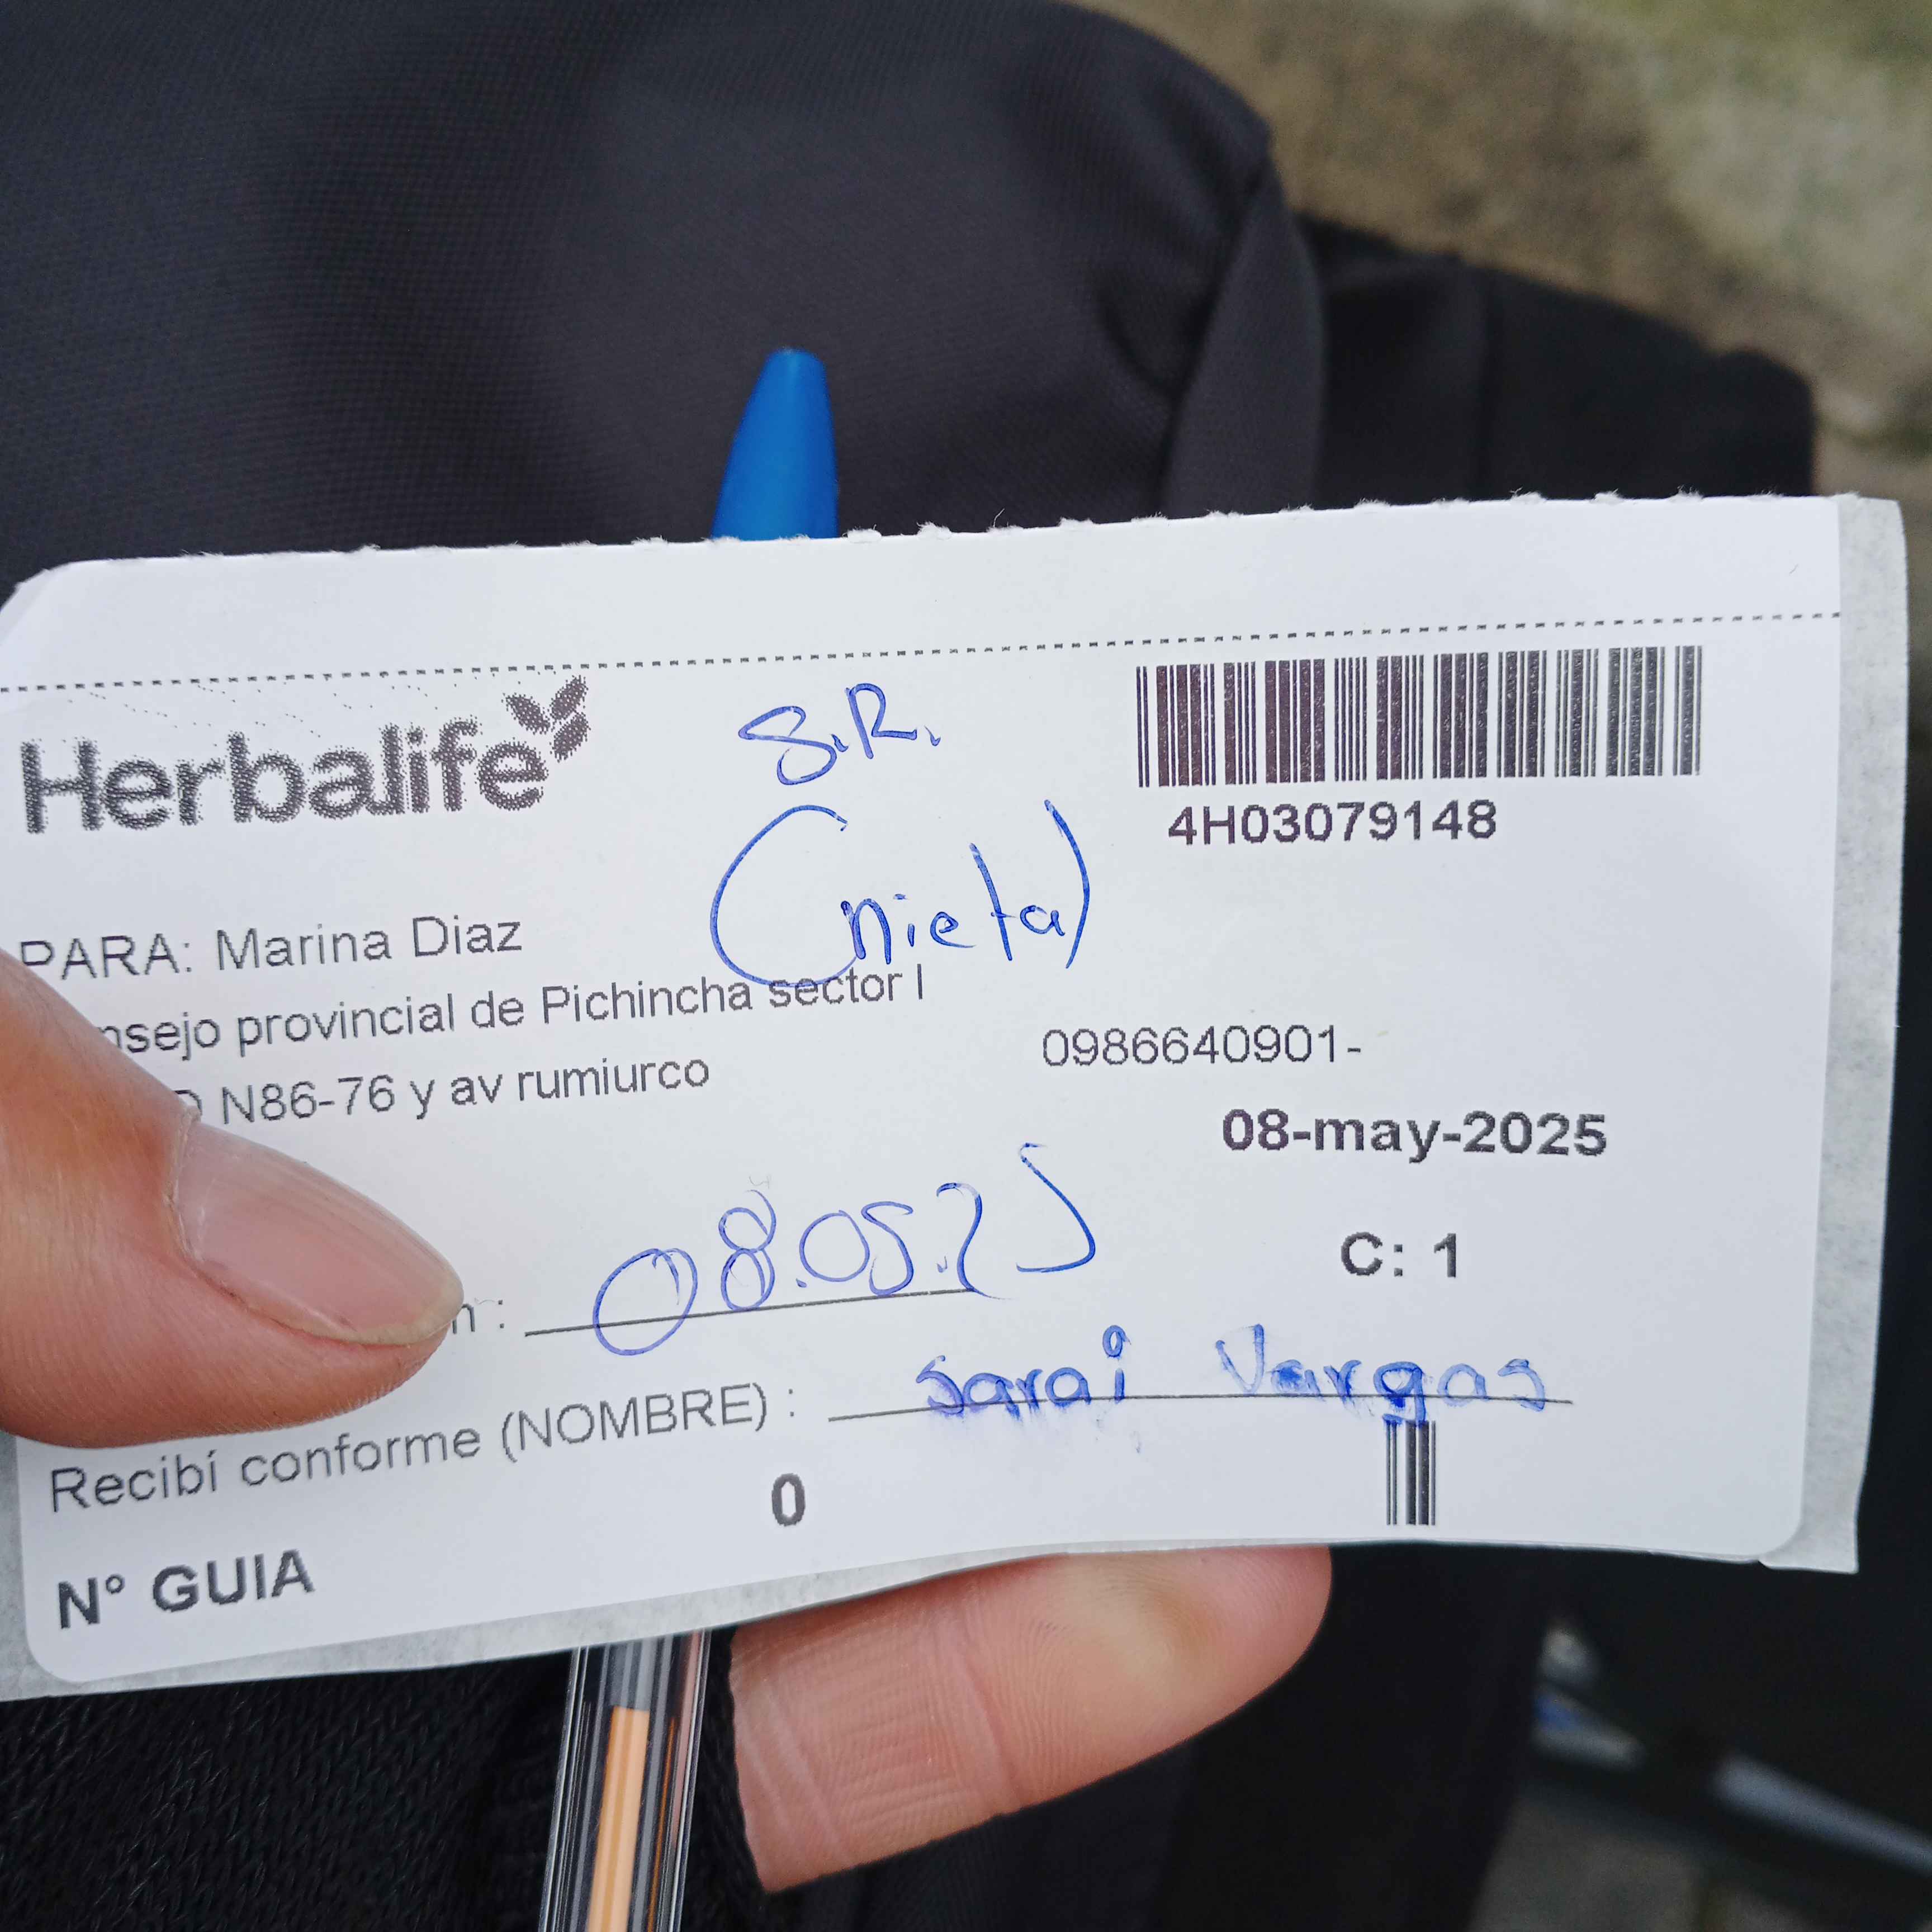 Herbalife
S.R.
(nieta)
4H03079148
PARA: Marina Diaz
nsejo provincial de Pichincha sector I
N86-76 y av rumiurco
0986640901-
08-may-2025
C: 1
n : 08.05.25
Recibí conforme (NOMBRE) : Sarai Vargas
0
N° GUIA